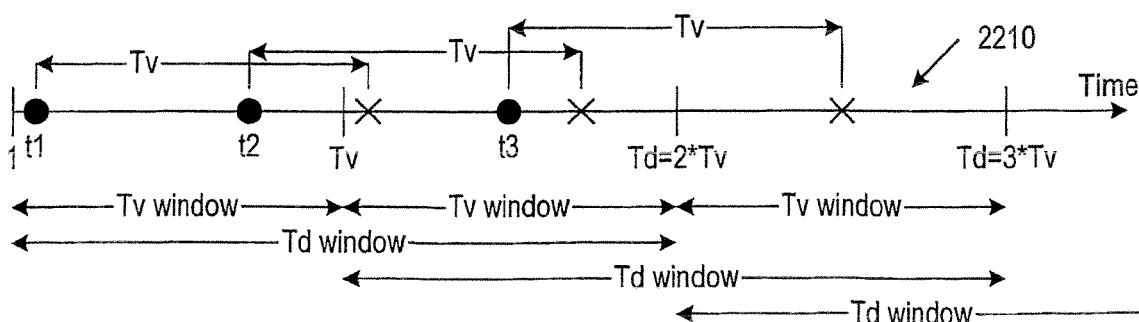 Tv
Tv
Tv
2210
Time
1
t1
t2
Tv
t3
Td=2*Tv
Td=3*Tv
Tv window
Tv window
Tv window
Td window
Td window
Td window